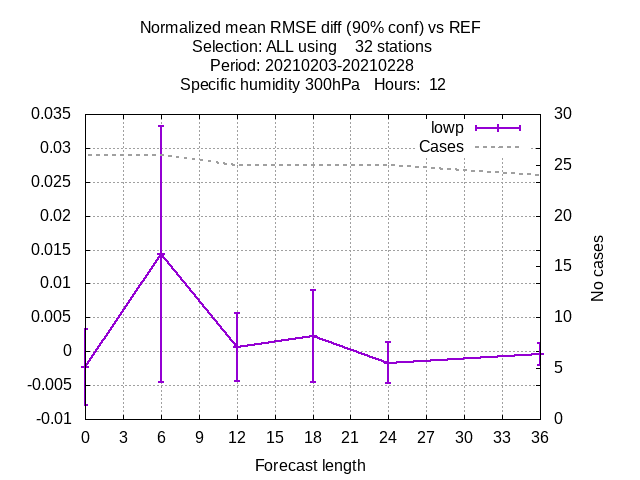 Normalized mean RMSE diff (90% conf) vs REF
Selection: ALL using    32 stations
Period: 20210203-20210228
Specific humidity 300hPa   Hours:  12
0.035
0.03
0.025
0.02
0.015
0.01
0.005
0
-0.005
-0.01
30
25
20
15
10
5
0
lowp
Cases
No cases
0 3 6 9 12 15 18 21 24 27 30 33 36
Forecast length